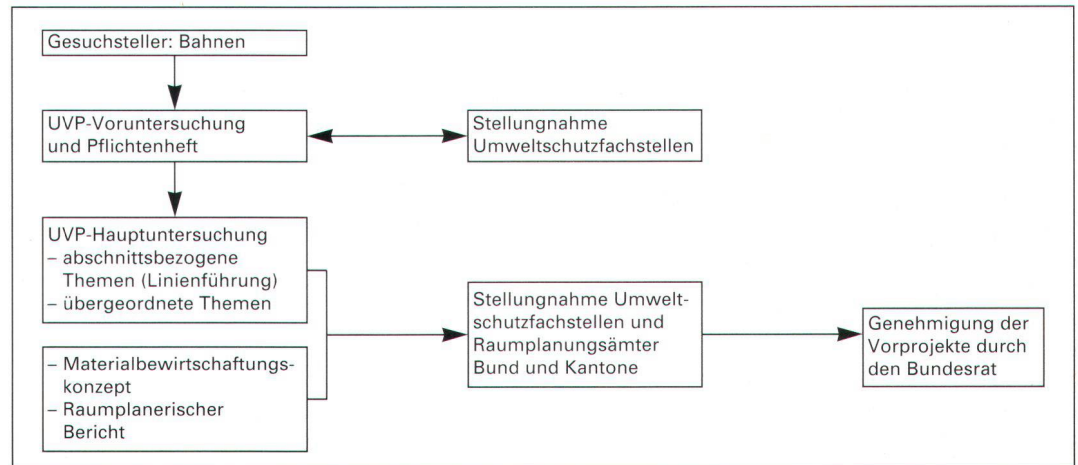 Gesuchsteller: Bahnen
UVP-Voruntersuchung
und Pflichtenheft
Stellungnahme
Umweltschutzfachstellen
UVP-Hauptuntersuchung
– abschnittsbezogene
Themen (Linienführung)
– übergeordnete Themen
– Materialbewirtschaftungs-
konzept
– Raumplanerischer
Bericht
Stellungnahme Umwelt-
schutzfachstellen und
Raumplanungsämter
Bund und Kantone
Genehmigung der
Vorprojekte durch
den Bundesrat